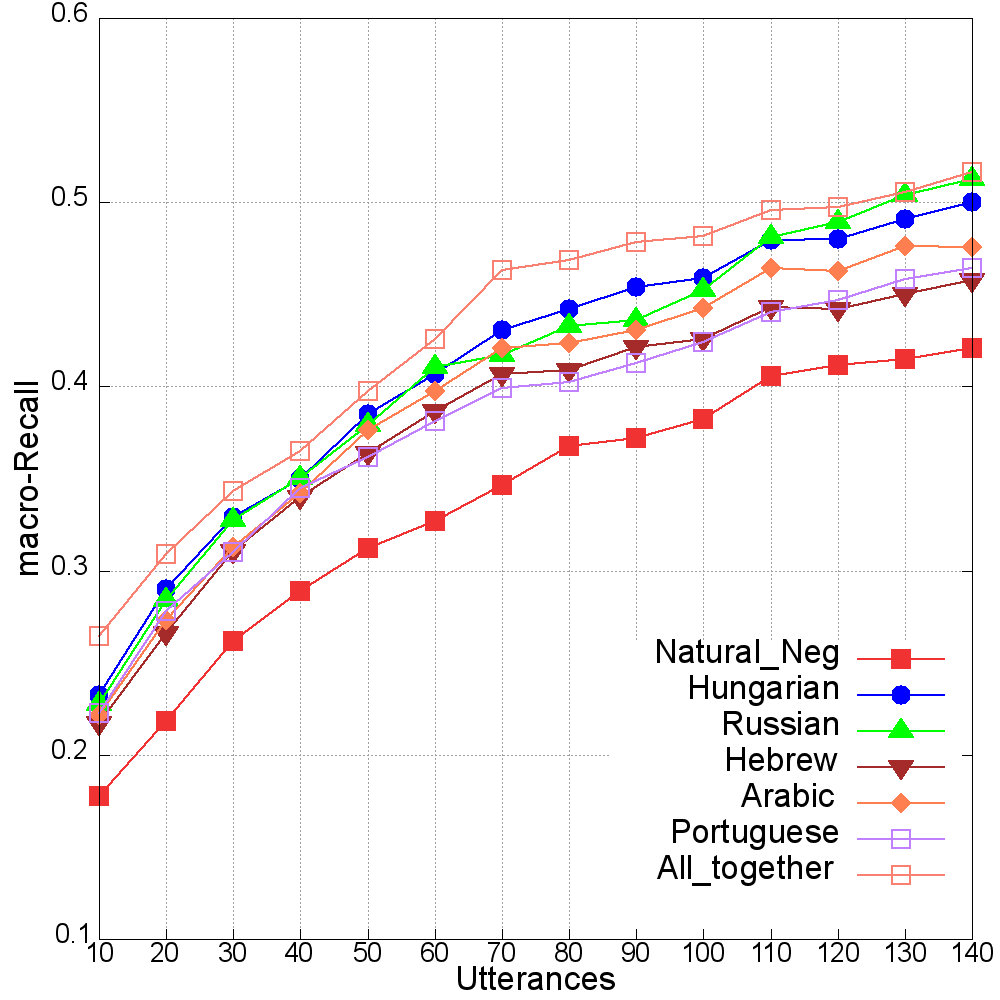 0.6
0.5
0.4
0.3
0.2
0.1
macro-Recall
Natural_Neg
Hungarian
Russian
Hebrew
Arabic
Portuguese
All_together
10 20 30 40 50 60 70 80 90 100 110 120 130 140
Utterances